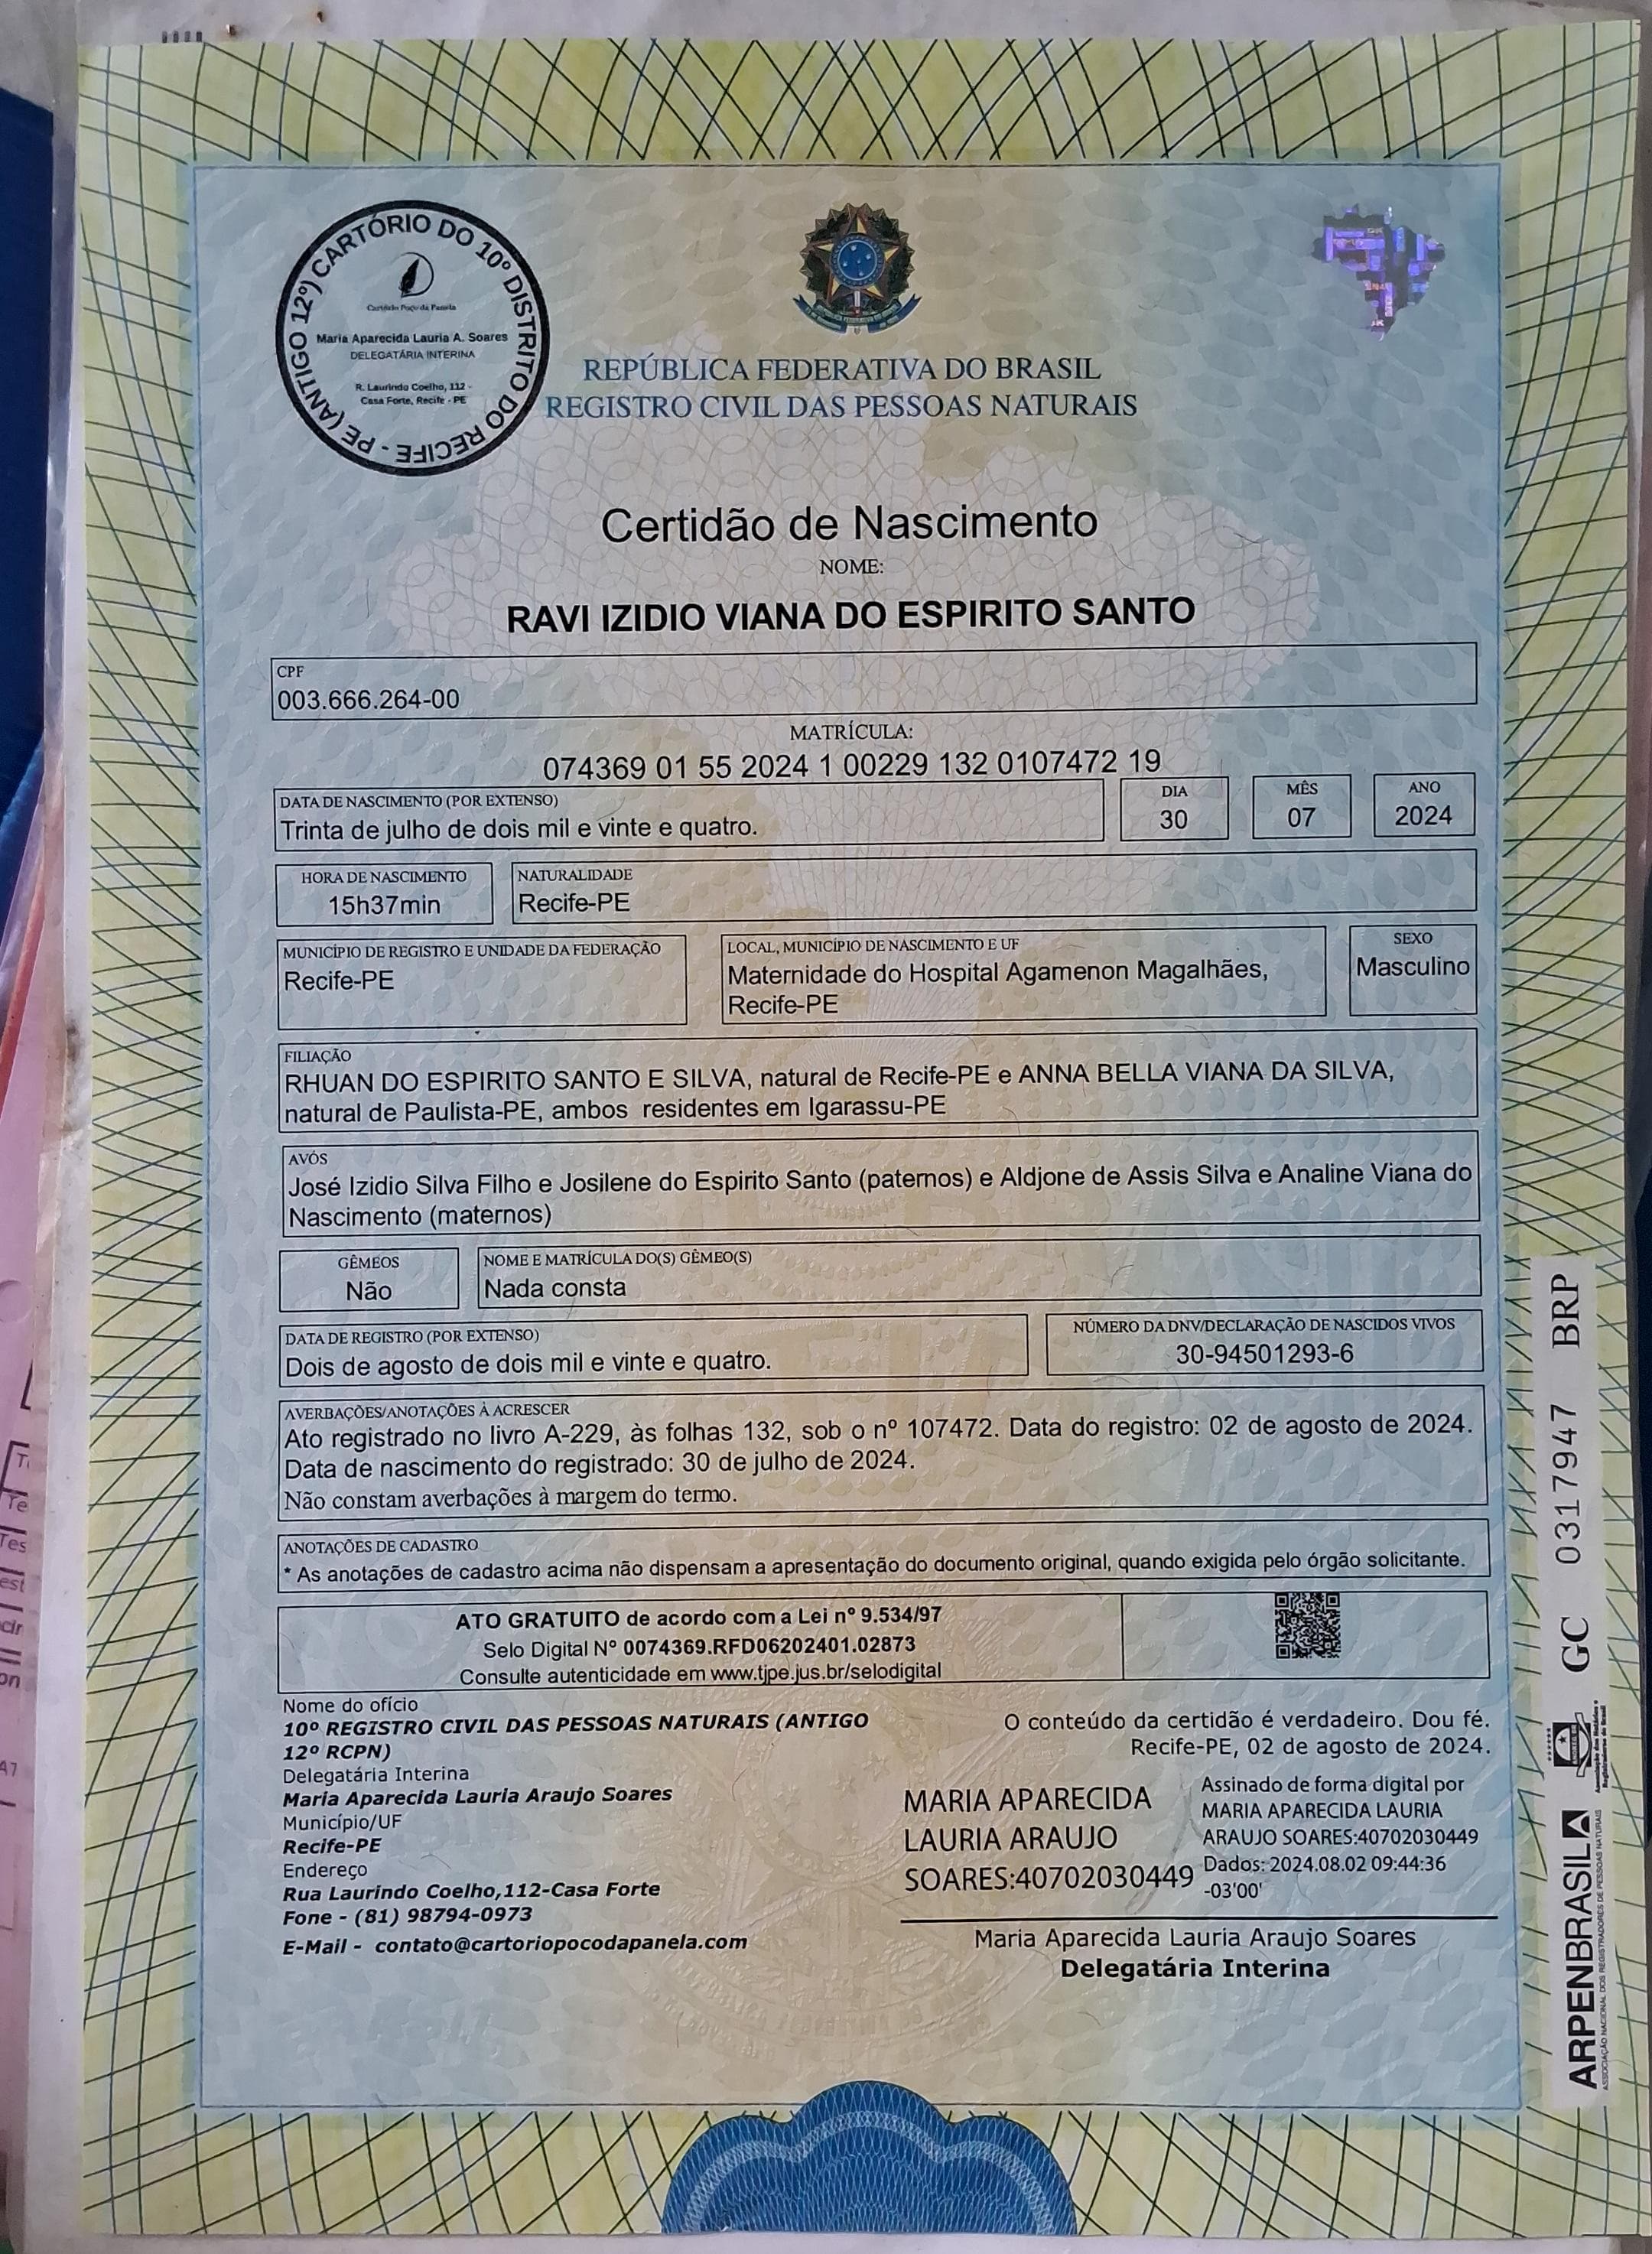 CARTÓRIO DO 10º DISTRITO DO RECIFE - PE (ANTIGO 12º)
Cartório Poço da Panela
Maria Aparecida Lauria A. Soares
DELEGATÁRIA INTERINA
R. Laurindo Coelho, 112 -
Casa Forte, Recife - PE
REPÚBLICA FEDERATIVA DO BRASIL
REGISTRO CIVIL DAS PESSOAS NATURAIS
Certidão de Nascimento
NOME:
RAVI IZIDIO VIANA DO ESPIRITO SANTO
CPF
003.666.264-00
MATRÍCULA:
074369 01 55 2024 1 00229 132 0107472 19
DATA DE NASCIMENTO (POR EXTENSO)
Trinta de julho de dois mil e vinte e quatro.
DIA
30
MÊS
07
ANO
2024
HORA DE NASCIMENTO
15h37min
NATURALIDADE
Recife-PE
MUNICÍPIO DE REGISTRO E UNIDADE DA FEDERAÇÃO
Recife-PE
LOCAL, MUNICÍPIO DE NASCIMENTO E UF
Maternidade do Hospital Agamenon Magalhães,
Recife-PE
SEXO
Masculino
FILIAÇÃO
RHUAN DO ESPIRITO SANTO E SILVA, natural de Recife-PE e ANNA BELLA VIANA DA SILVA,
natural de Paulista-PE, ambos residentes em Igarassu-PE
AVÓS
José Izidio Silva Filho e Josilene do Espirito Santo (paternos) e Aldjone de Assis Silva e Analine Viana do
Nascimento (maternos)
GÊMEOS
Não
NOME E MATRÍCULA DO(S) GÊMEO(S)
Nada consta
DATA DE REGISTRO (POR EXTENSO)
Dois de agosto de dois mil e vinte e quatro.
NÚMERO DA DNV/DECLARAÇÃO DE NASCIDOS VIVOS
30-94501293-6
AVERBAÇÕES/ANOTAÇÕES À ACRESCER
Ato registrado no livro A-229, às folhas 132, sob o nº 107472. Data do registro: 02 de agosto de 2024.
Data de nascimento do registrado: 30 de julho de 2024.
Não constam averbações à margem do termo.
ANOTAÇÕES DE CADASTRO
* As anotações de cadastro acima não dispensam a apresentação do documento original, quando exigida pelo órgão solicitante.
ATO GRATUITO de acordo com a Lei nº 9.534/97
Selo Digital Nº 0074369.RFD06202401.02873
Consulte autenticidade em www.tjpe.jus.br/selodigital
Nome do ofício
10º REGISTRO CIVIL DAS PESSOAS NATURAIS (ANTIGO
12º RCPN)
Delegatária Interina
Maria Aparecida Lauria Araujo Soares
Município/UF
Recife-PE
Endereço
Rua Laurindo Coelho,112-Casa Forte
Fone - (81) 98794-0973
E-Mail - contato@cartoriopocodapanela.com
O conteúdo da certidão é verdadeiro. Dou fé.
Recife-PE, 02 de agosto de 2024.
MARIA APARECIDA
LAURIA ARAUJO
SOARES:40702030449
Assinado de forma digital por
MARIA APARECIDA LAURIA
ARAUJO SOARES:40702030449
Dados: 2024.08.02 09:44:36
-03'00'
Maria Aparecida Lauria Araujo Soares
Delegatária Interina
ARPENBRASIL
ASSOCIAÇÃO NACIONAL DOS REGISTRADORES DE PESSOAS NATURAIS
GC 0317947 BRP